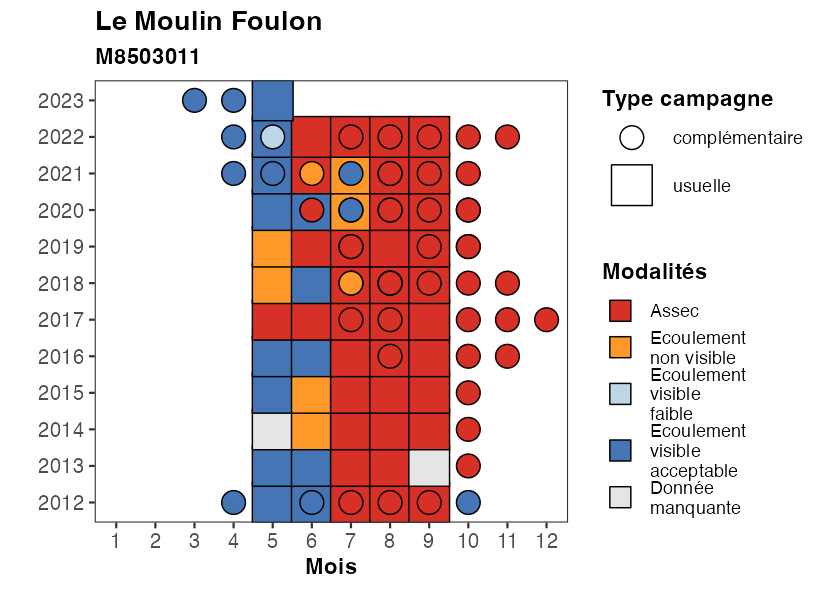 Le Moulin Foulon
M8503011
2023
2022
2021
2020
2019
2018
2017
2016
2015
2014
2013
2012
1 2 3 4 5 6 7 8 9 10 11 12
Mois
Type campagne
complémentaire
usuelle
Modalités
Assec
Ecoulement
non visible
Ecoulement
visible
faible
Ecoulement
visible
acceptable
Donnée
manquante